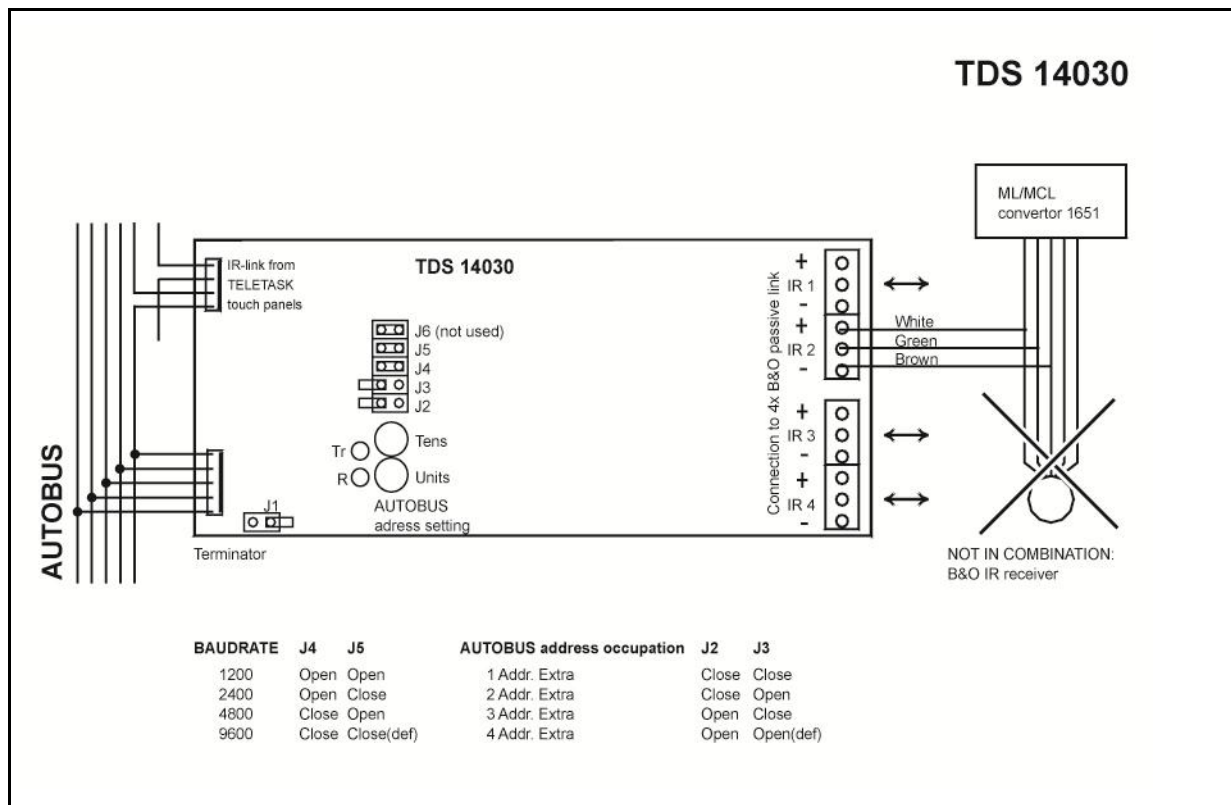 TDS 14030
ML/MCL
convertor 1651
IR-link from
TELETASK
touch panels
TDS 14030
J6 (not used)
J5
J4
J3
J2
Tr
Tens
R
Units
AUTOBUS
adress setting
J1
Terminator
AUTOBUS
Connection to 4x B&O passive link
+
IR 1
-
+
IR 2
-
+
IR 3
-
+
IR 4
-
White
Green
Brown
NOT IN COMBINATION:
B&O IR receiver
BAUDRATE J4 J5 AUTOBUS address occupation J2 J3
1200 Open Open 1 Addr. Extra Close Close
2400 Open Close 2 Addr. Extra Close Open
4800 Close Open 3 Addr. Extra Open Close
9600 Close Close(def) 4 Addr. Extra Open Open(def)